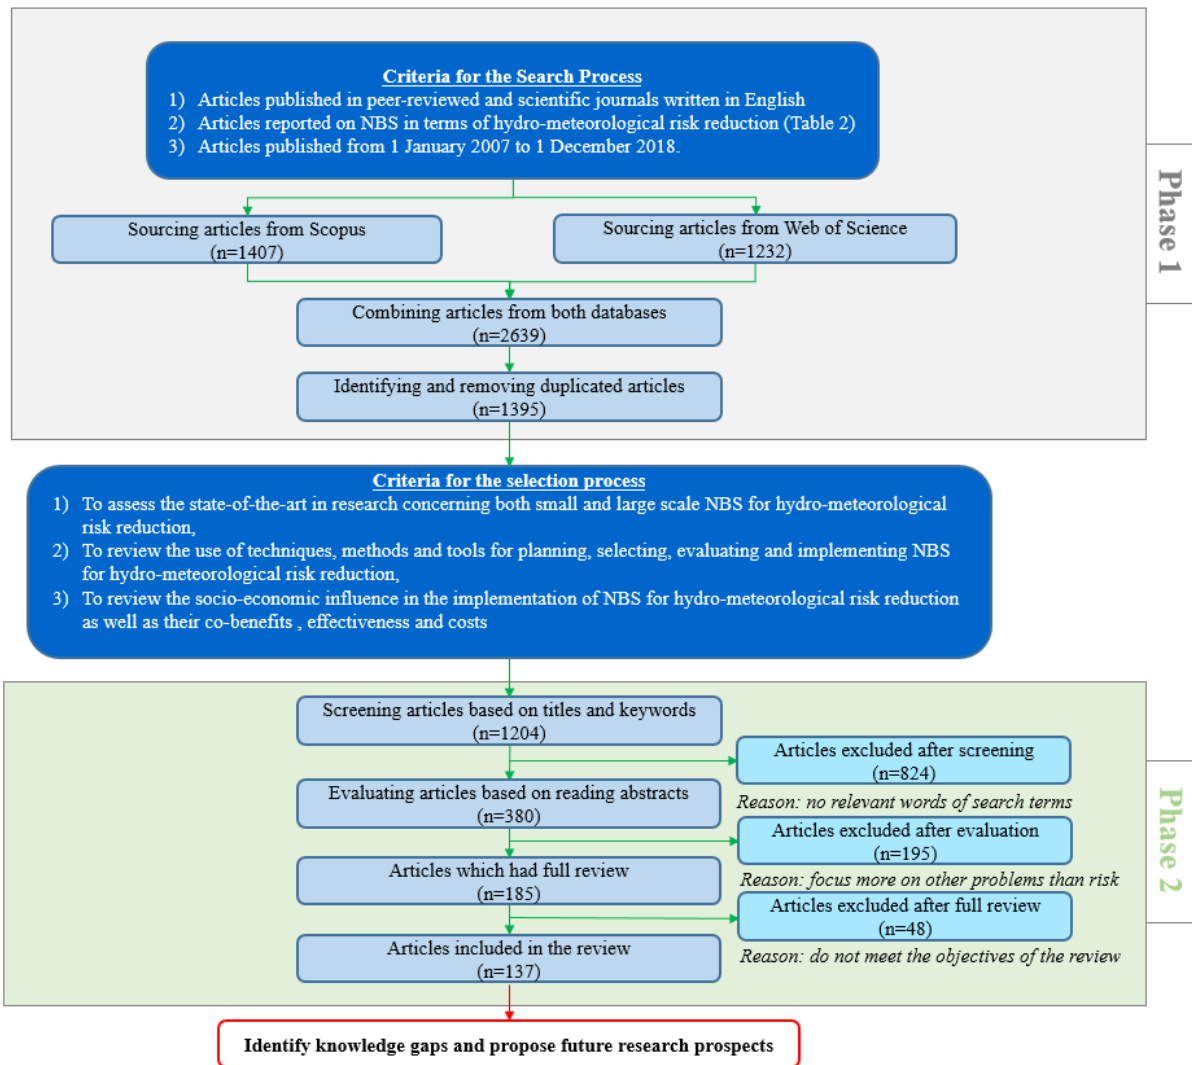 Criteria for the Search Process
1) Articles published in peer-reviewed and scientific journals written in English
2) Articles reported on NBS in terms of hydro-meteorological risk reduction (Table 2)
3) Articles published from 1 January 2007 to 1 December 2018.
Phase 1
Sourcing articles from Scopus
(n=1407)
Sourcing articles from Web of Science
(n=1232)
Combining articles from both databases
(n=2639)
Identifying and removing duplicated articles
(n=1395)
Criteria for the selection process
1) To assess the state-of-the-art in research concerning both small and large scale NBS for hydro-meteorological
risk reduction,
2) To review the use of techniques, methods and tools for planning, selecting, evaluating and implementing NBS
for hydro-meteorological risk reduction,
3) To review the socio-economic influence in the implementation of NBS for hydro-meteorological risk reduction
as well as their co-benefits , effectiveness and costs
Phase 2
Screening articles based on titles and keywords
(n=1204)
Articles excluded after screening
(n=824)
Reason: no relevant words of search terms
Evaluating articles based on reading abstracts
(n=380)
Articles excluded after evaluation
(n=195)
Reason: focus more on other problems than risk
Articles which had full review
(n=185)
Articles excluded after full review
(n=48)
Reason: do not meet the objectives of the review
Articles included in the review
(n=137)
Identify knowledge gaps and propose future research prospects